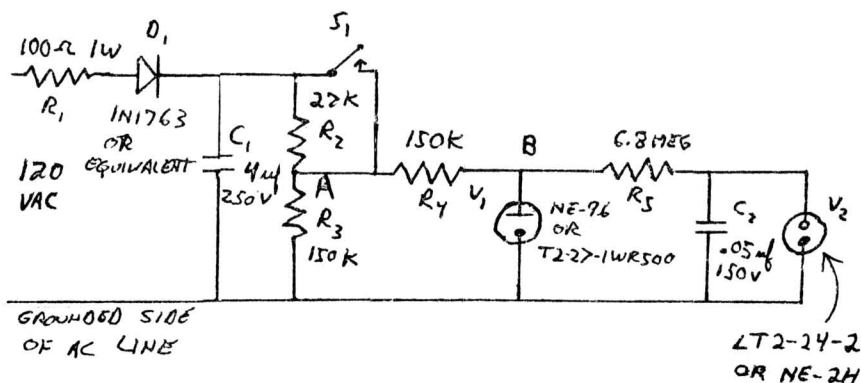 100Ω 1W
R1
D1
1N1763
OR
EQUIVALENT
120
VAC
C1
4µf
250V
S1
27K
R2
A
R3
150K
150K
R4
B
V1
NE-76
OR
T2-27-1WR500
6.8 MEG
R5
C2
.05µf
150V
V2
LT2-24-2
OR NE-2H
GROUNDED SIDE
OF AC LINE